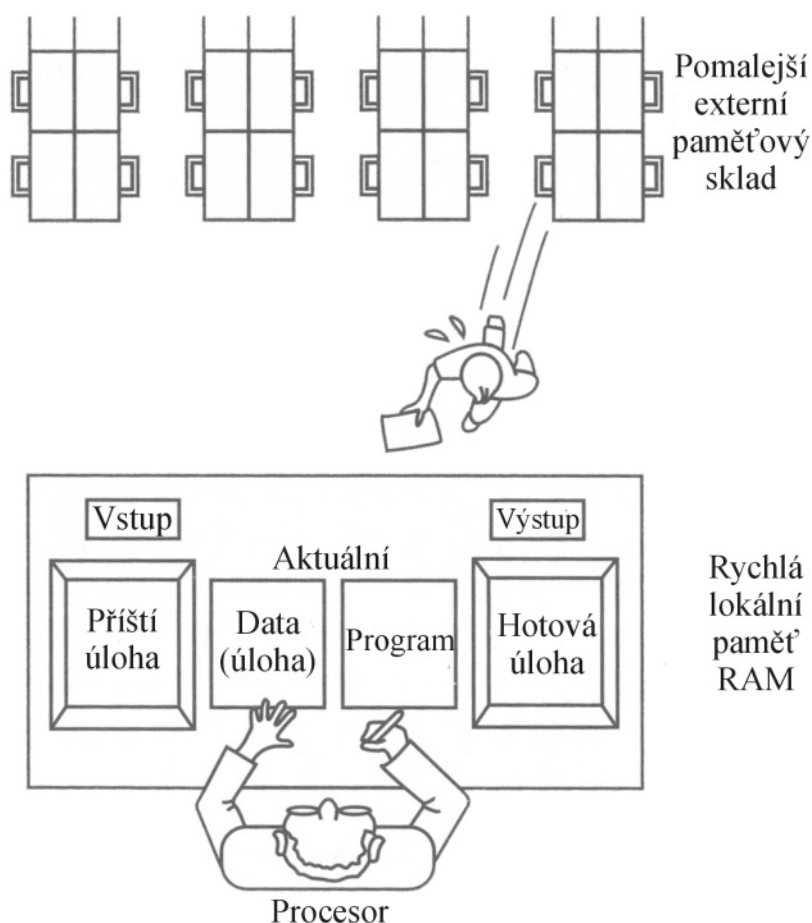 Pomalejší
externí
paměťový
sklad
Vstup
Výstup
Aktuální
Příští
úloha
Data
(úloha)
Program
Hotová
úloha
Rychlá
lokální
paměť
RAM
Procesor